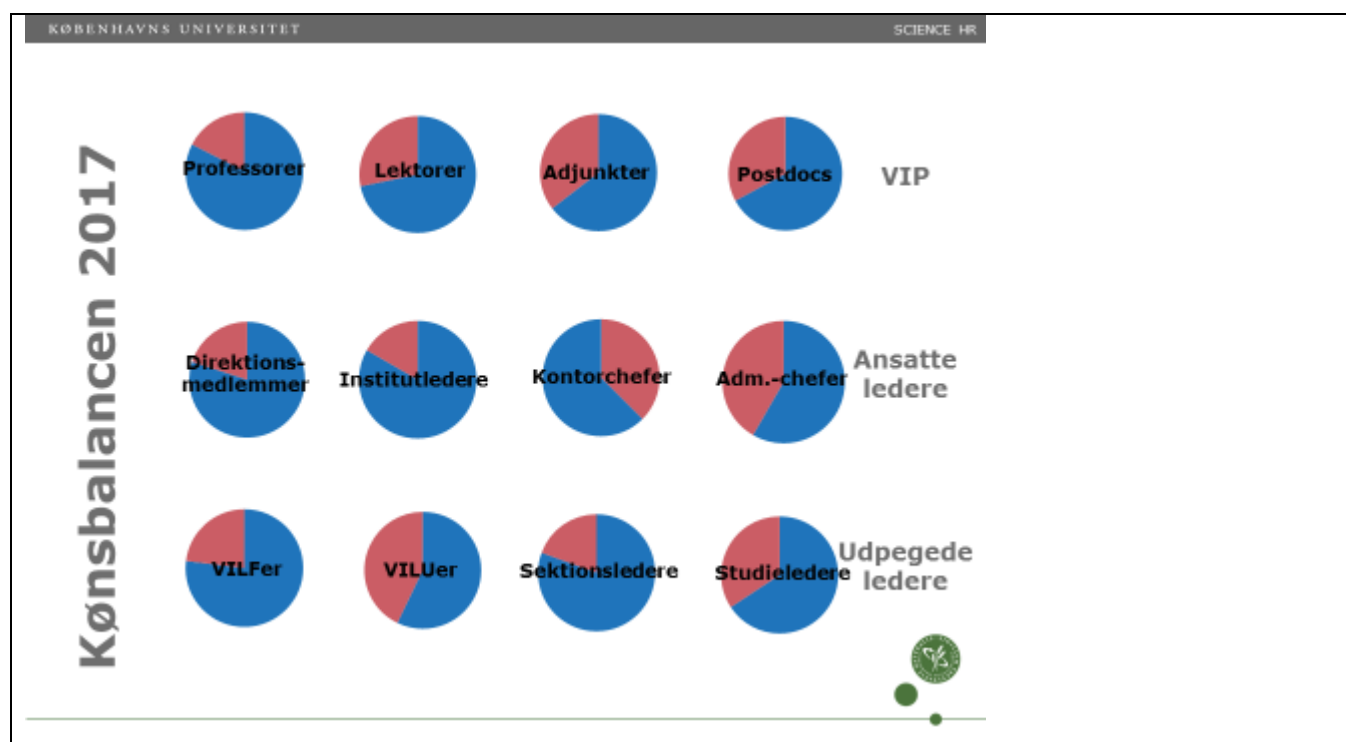 KØBENHAVNS UNIVERSITET
SCIENCE HR
Kønsbalancen 2017
Professorer
Lektorer
Adjunkter
Postdocs
VIP
Direktions-
medlemmer
Institutledere
Kontorchefer
Adm.-chefer
Ansatte
ledere
VILFer
VILUer
Sektionsledere
Studieledere
Udpegede
ledere